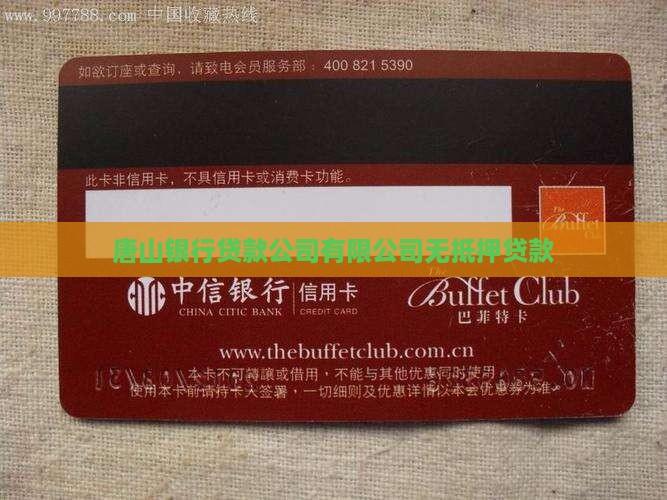 www.997788.com 中国收藏热线
如欲订座或查询，请致电会员服务部：400 821 5390
此卡非信用卡，不具信用卡或消费卡功能。
The
Buffet
Club
唐山银行贷款公司有限公司无抵押贷款
中信银行 信用卡
CHINA CITIC BANK CREDIT CARD
The
Buffet Club
巴菲特卡
www.thebuffetclub.com.cn
本卡不可转让或借用，不能与其他优惠同时使用。
使用本卡前请持卡人签署，一切细则及优惠详情以本会优惠券为准。